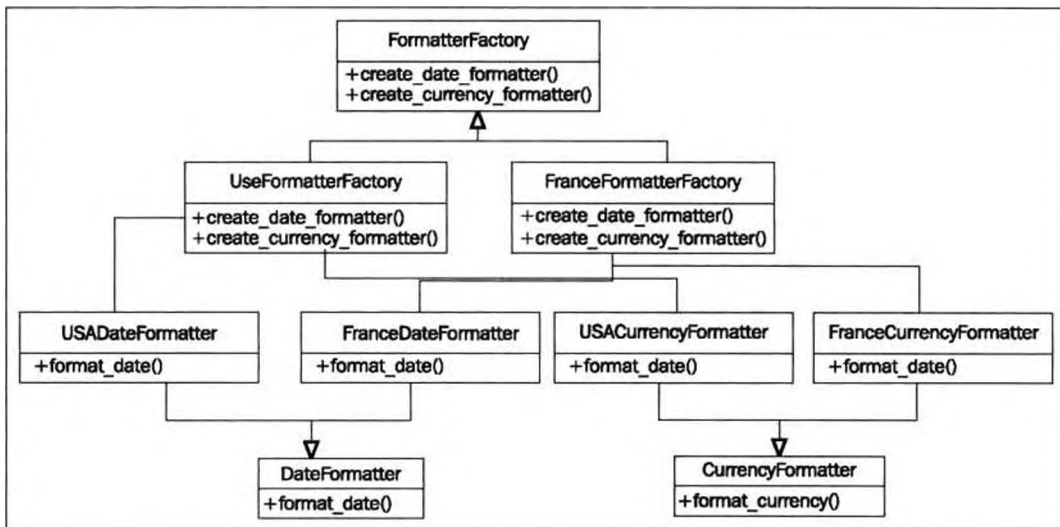 FormatterFactory
+create_date_formatter()
+create_currency_formatter()
UseFormatterFactory
+create_date_formatter()
+create_currency_formatter()
FranceFormatterFactory
+create_date_formatter()
+create_currency_formatter()
USADateFormatter
+format_date()
FranceDateFormatter
+format_date()
USACurrencyFormatter
+format_date()
FranceCurrencyFormatter
+format_date()
DateFormatter
+format_date()
CurrencyFormatter
+format_currency()